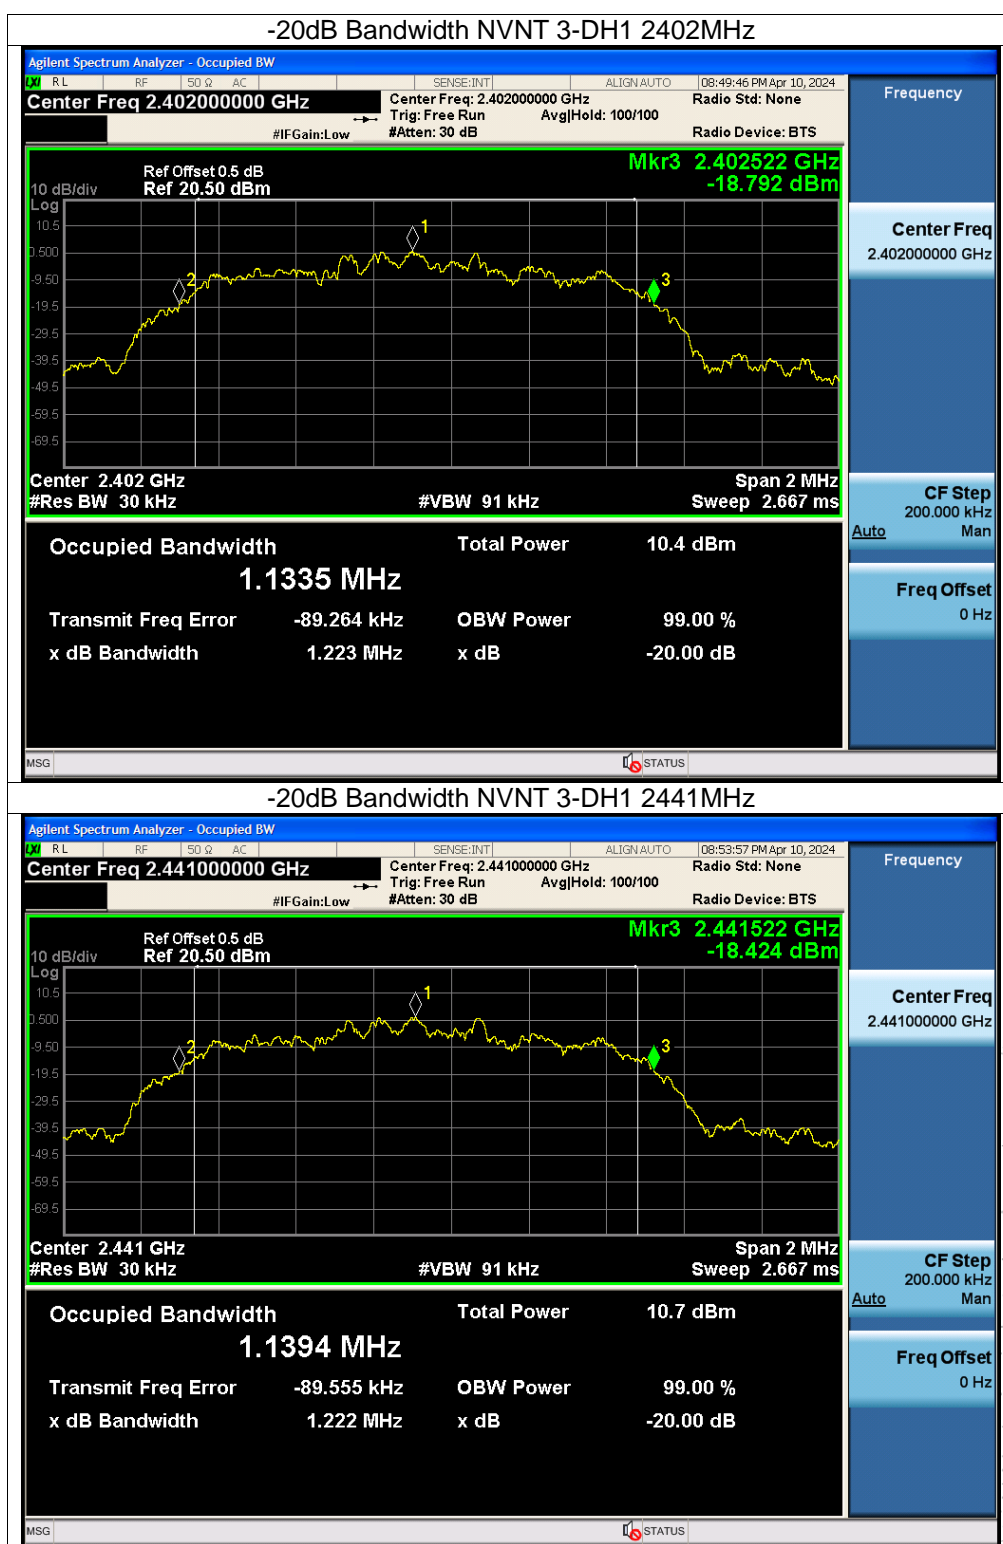 -20dB Bandwidth NVNT 3-DH1 2402MHz
Agilent Spectrum Analyzer - Occupied BW
LXI RL RF 50 Ω AC SENSE:INT ALIGN AUTO 08:49:46 PM Apr 10, 2024
Center Freq 2.402000000 GHz Center Freq: 2.402000000 GHz Radio Std: None Frequency
Trig: Free Run Avg|Hold: 100/100
#IFGain:Low #Atten: 30 dB Radio Device: BTS
Mkr3 2.402522 GHz
Ref Offset 0.5 dB
10 dB/div Ref 20.50 dBm -18.792 dBm
Log
10.5 1
0.500
-9.50 2 3
-19.5
-29.5
-39.5
-49.5
-59.5
-69.5
Center Freq
2.402000000 GHz
Center 2.402 GHz Span 2 MHz
#Res BW 30 kHz #VBW 91 kHz Sweep 2.667 ms
CF Step
200.000 kHz
Auto Man
Occupied Bandwidth Total Power 10.4 dBm
1.1335 MHz
Transmit Freq Error -89.264 kHz OBW Power 99.00 %
x dB Bandwidth 1.223 MHz x dB -20.00 dB
Freq Offset
0 Hz
MSG STATUS
-20dB Bandwidth NVNT 3-DH1 2441MHz
Agilent Spectrum Analyzer - Occupied BW
LXI RL RF 50 Ω AC SENSE:INT ALIGN AUTO 08:53:57 PM Apr 10, 2024
Center Freq 2.441000000 GHz Center Freq: 2.441000000 GHz Radio Std: None Frequency
Trig: Free Run Avg|Hold: 100/100
#IFGain:Low #Atten: 30 dB Radio Device: BTS
Mkr3 2.441522 GHz
Ref Offset 0.5 dB
10 dB/div Ref 20.50 dBm -18.424 dBm
Log
10.5 1
0.500
-9.50 2 3
-19.5
-29.5
-39.5
-49.5
-59.5
-69.5
Center Freq
2.441000000 GHz
Center 2.441 GHz Span 2 MHz
#Res BW 30 kHz #VBW 91 kHz Sweep 2.667 ms
CF Step
200.000 kHz
Auto Man
Occupied Bandwidth Total Power 10.7 dBm
1.1394 MHz
Transmit Freq Error -89.555 kHz OBW Power 99.00 %
x dB Bandwidth 1.222 MHz x dB -20.00 dB
Freq Offset
0 Hz
MSG STATUS